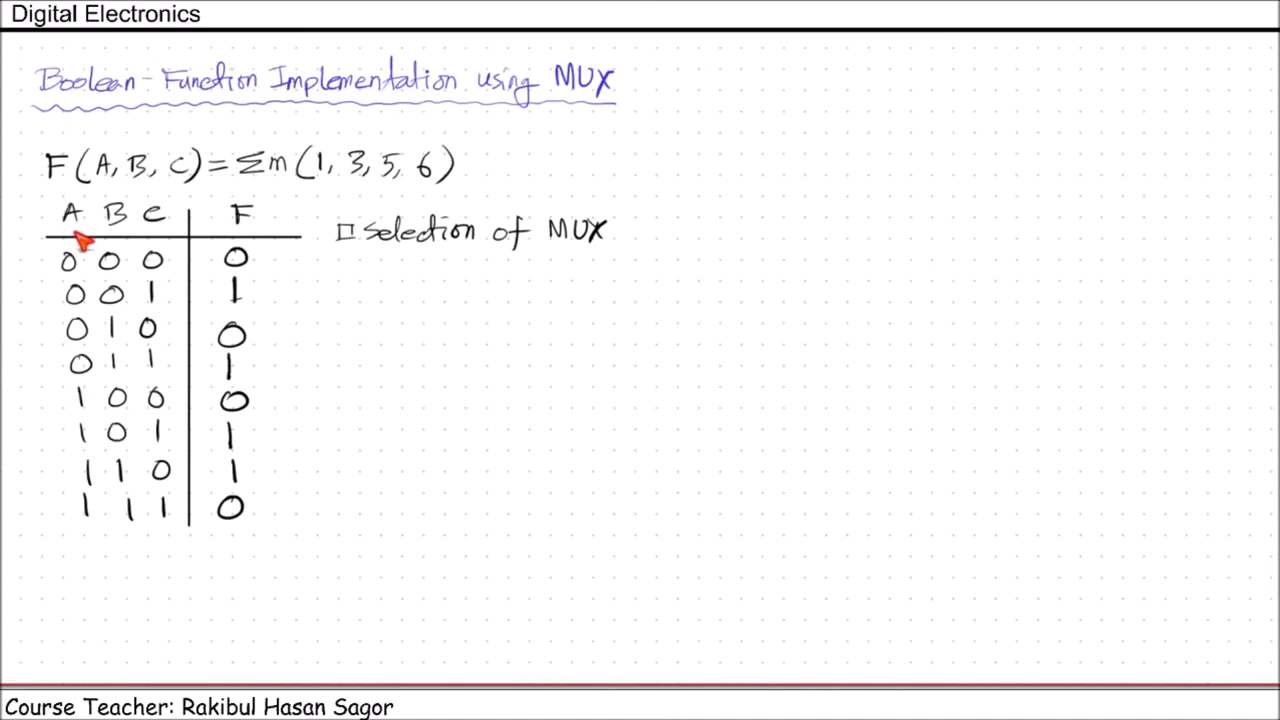 Digital Electronics
Boolean-Function Implementation using MUX
F(A, B, C) = Σm(1, 3, 5, 6)
A B C F
0 0 0 0
0 0 1 1
0 1 0 0
0 1 1 1
1 0 0 0
1 0 1 1
1 1 0 1
1 1 1 0
□ Selection of MUX
Course Teacher: Rakibul Hasan Sagor